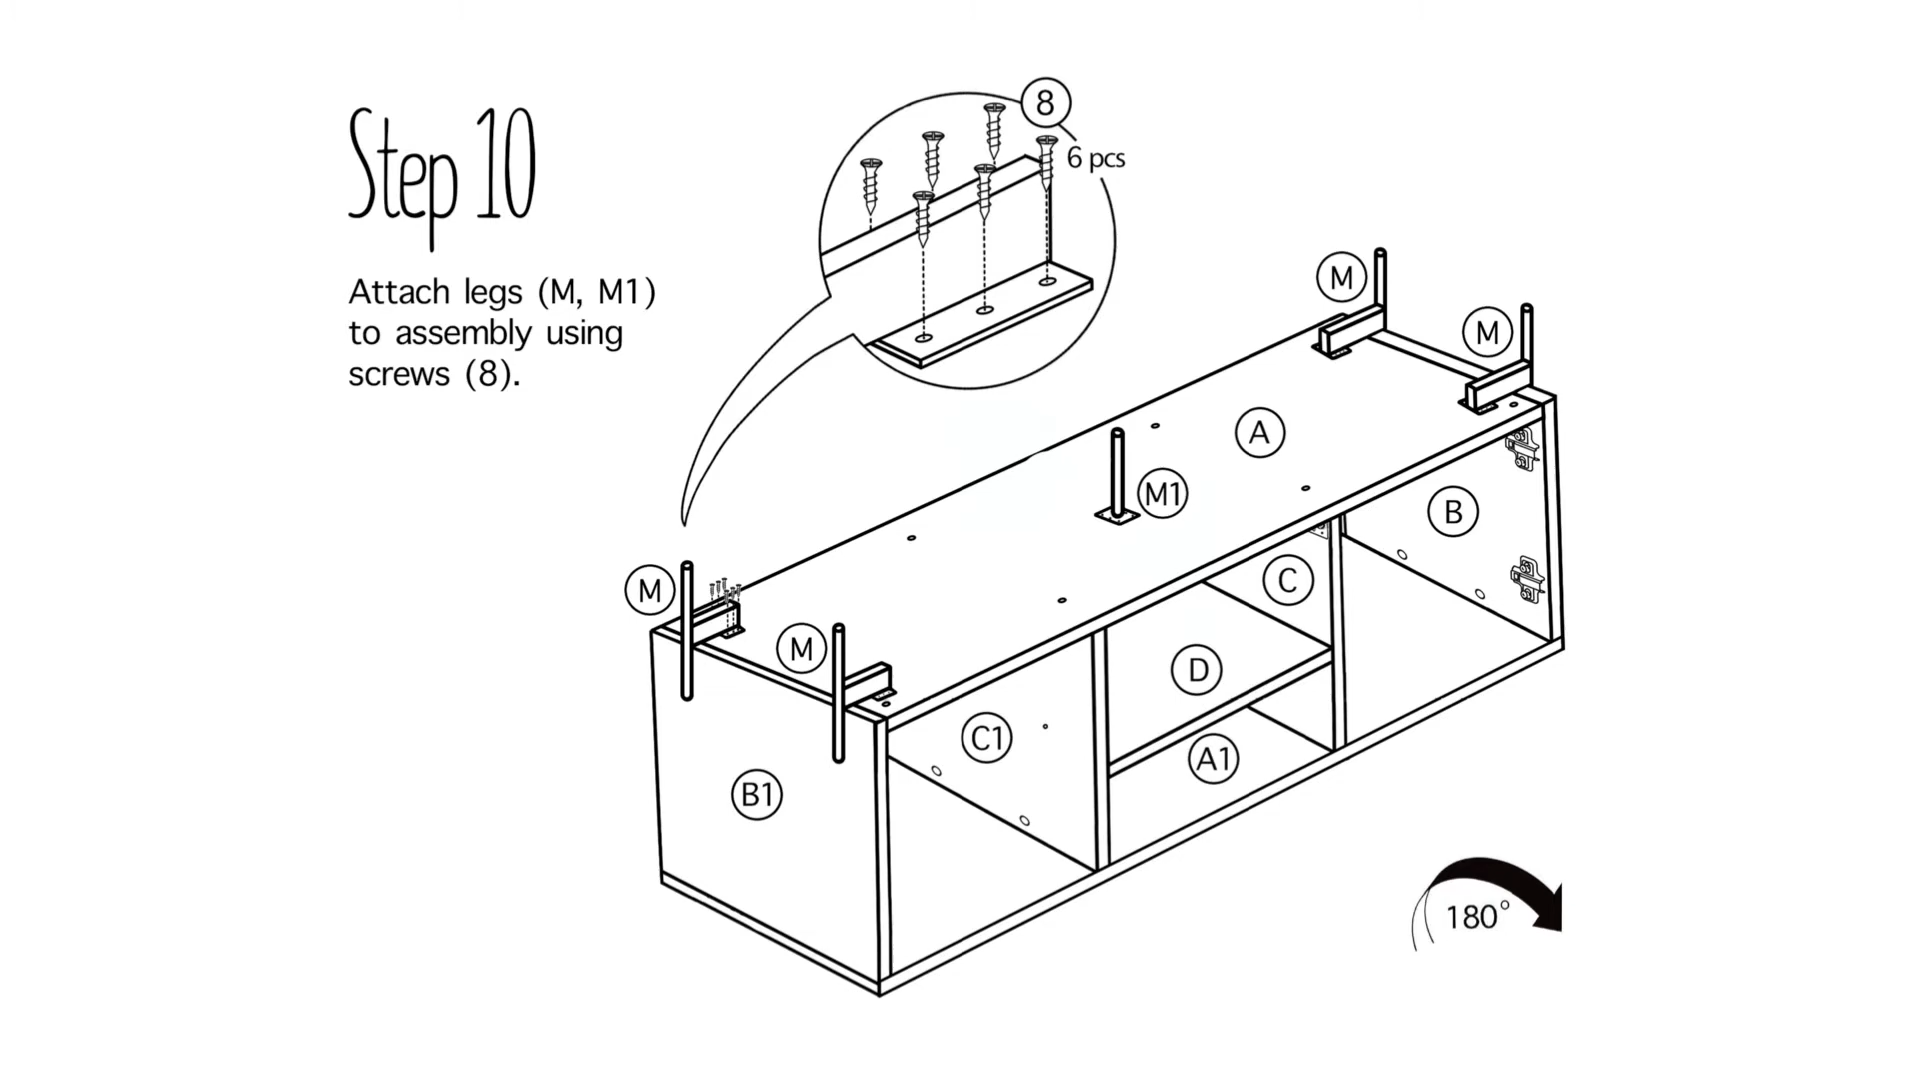 Step 10
Attach legs (M, M1)
to assembly using
screws (8).
8
6 pcs
M
M
A
M1
B
M
C
M
D
C1
A1
B1
180°